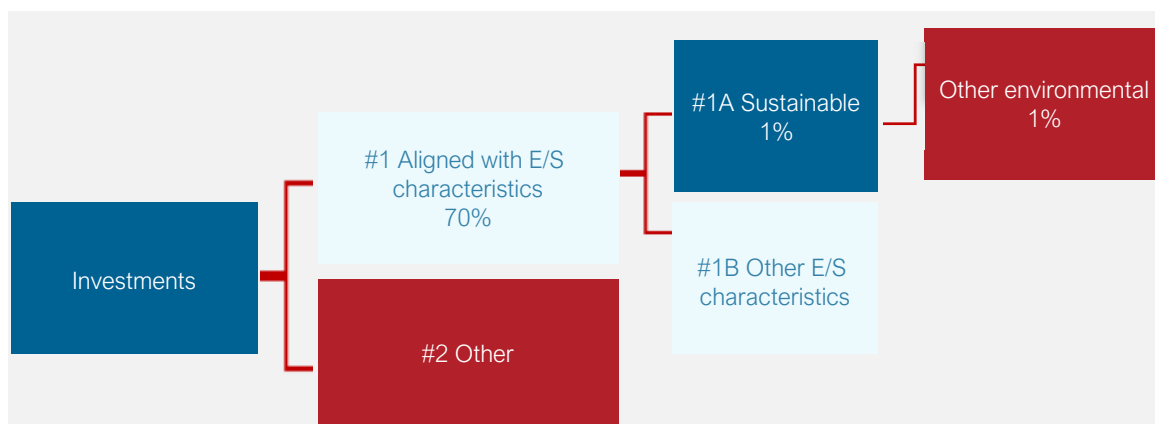 Investments
#1 Aligned with E/S
characteristics
70%
#2 Other
#1A Sustainable
1%
#1B Other E/S
characteristics
Other environmental
1%